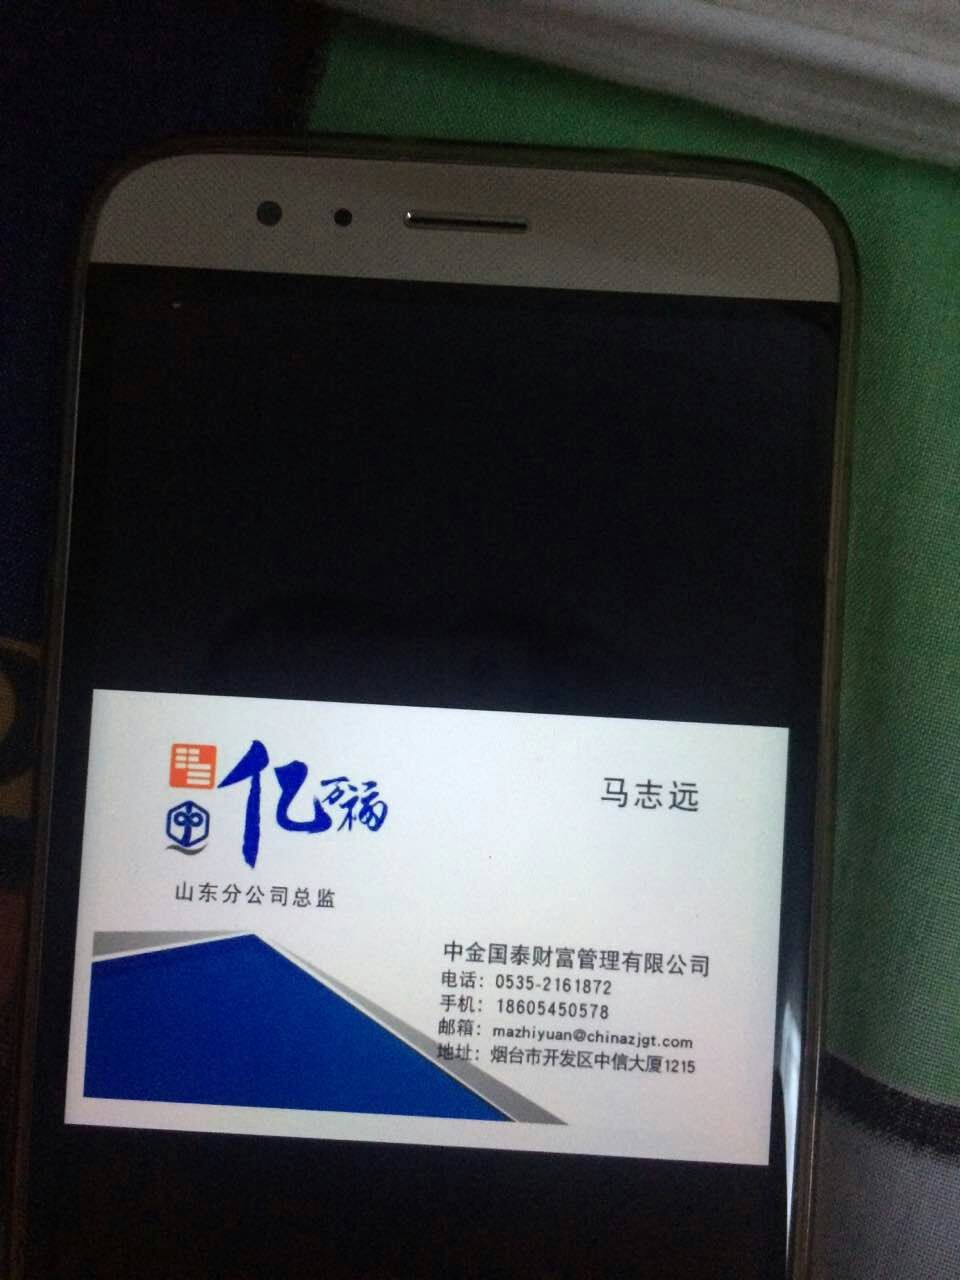 亿万福
马志远
山东分公司总监
中金国泰财富管理有限公司
电话：0535-2161872
手机：18605450578
邮箱：mazhiyuan@chinazjgt.com
地址：烟台市开发区中信大厦1215